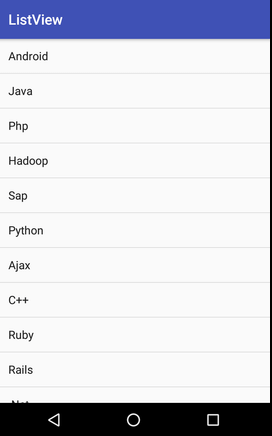 ListView
Android
Java
Php
Hadoop
Sap
Python
Ajax
C++
Ruby
Rails